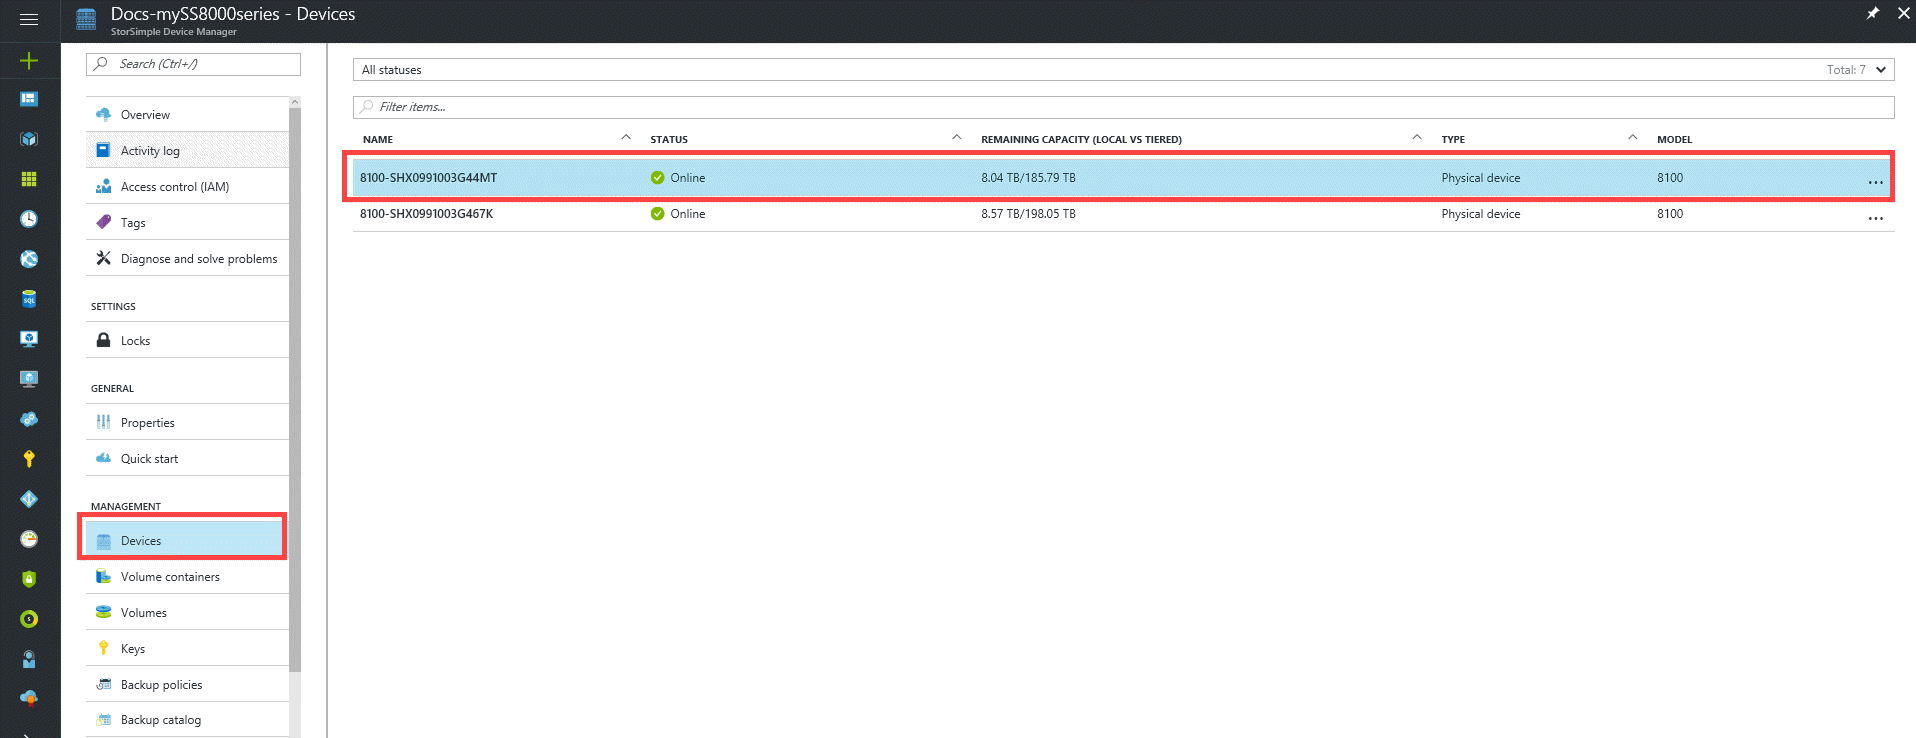 Docs-mySS8000series - Devices
StorSimple Device Manager
Search (Ctrl+/)
Overview
Activity log
Access control (IAM)
Tags
Diagnose and solve problems
SETTINGS
Locks
GENERAL
Properties
Quick start
MANAGEMENT
Devices
Volume containers
Volumes
Keys
Backup policies
Backup catalog
All statuses Total: 7
Filter items...
NAME STATUS REMAINING CAPACITY (LOCAL VS TIERED) TYPE MODEL
8100-SHX0991003G44MT Online 8.04 TB/185.79 TB Physical device 8100 ...
8100-SHX0991003G467K Online 8.57 TB/198.05 TB Physical device 8100 ...
SQL